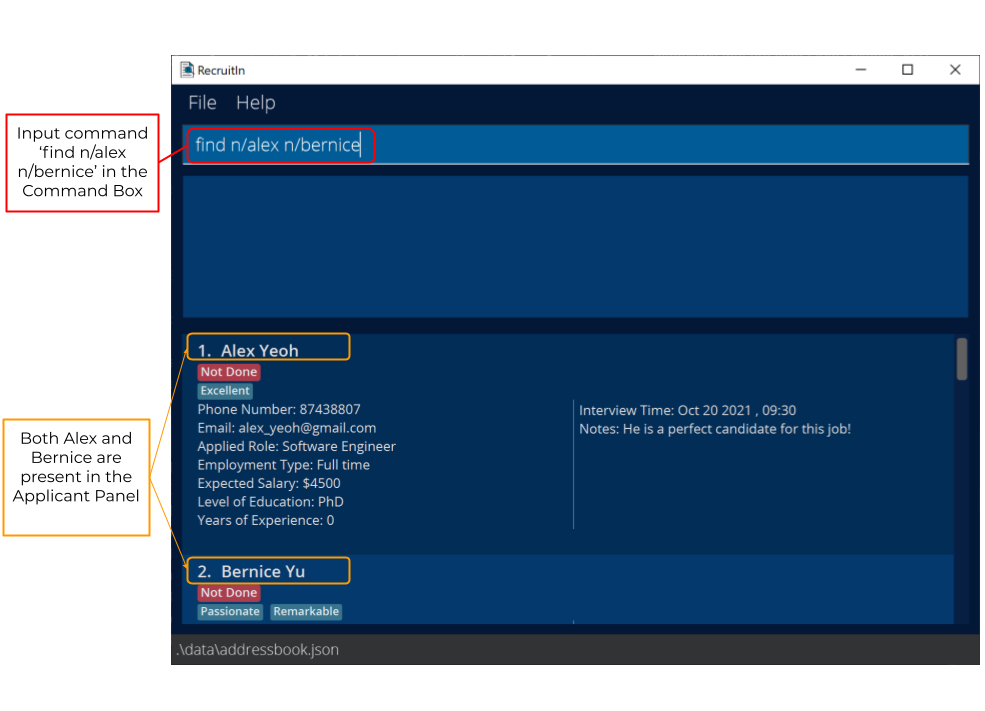 RecruitIn
File Help
Input command
‘find n/alex
n/bernice’ in the
Command Box
find n/alex n/bernice
1. Alex Yeoh
Not Done
Excellent
Phone Number: 87438807
Email: alex_yeoh@gmail.com
Applied Role: Software Engineer
Employment Type: Full time
Expected Salary: $4500
Level of Education: PhD
Years of Experience: 0
Interview Time: Oct 20 2021 , 09:30
Notes: He is a perfect candidate for this job!
Both Alex and
Bernice are
present in the
Applicant Panel
2. Bernice Yu
Not Done
Passionate Remarkable
.\data\addressbook.json